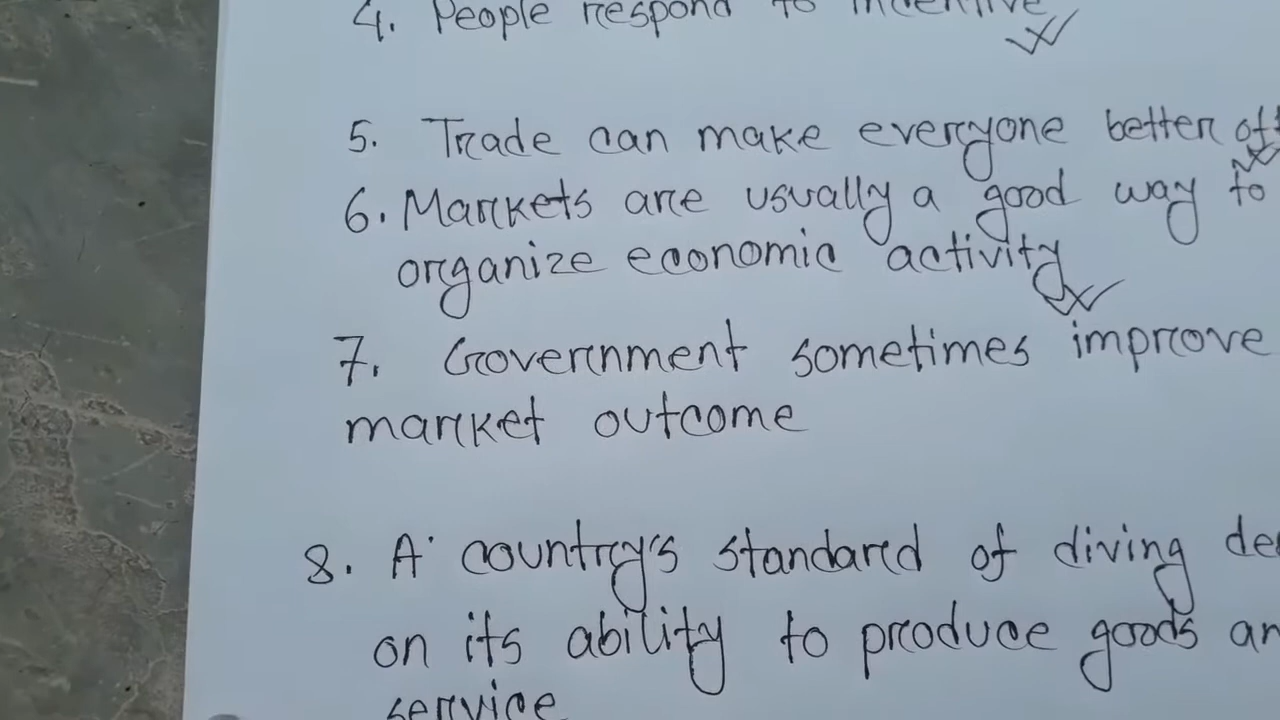 4. People respond to incentive
5. Trade can make everyone better off
6. Markets are usually a good way to
organize economic activity
7. Government sometimes improve
market outcome
8. A country's standard of diving de
on its ability to produce goods an
service